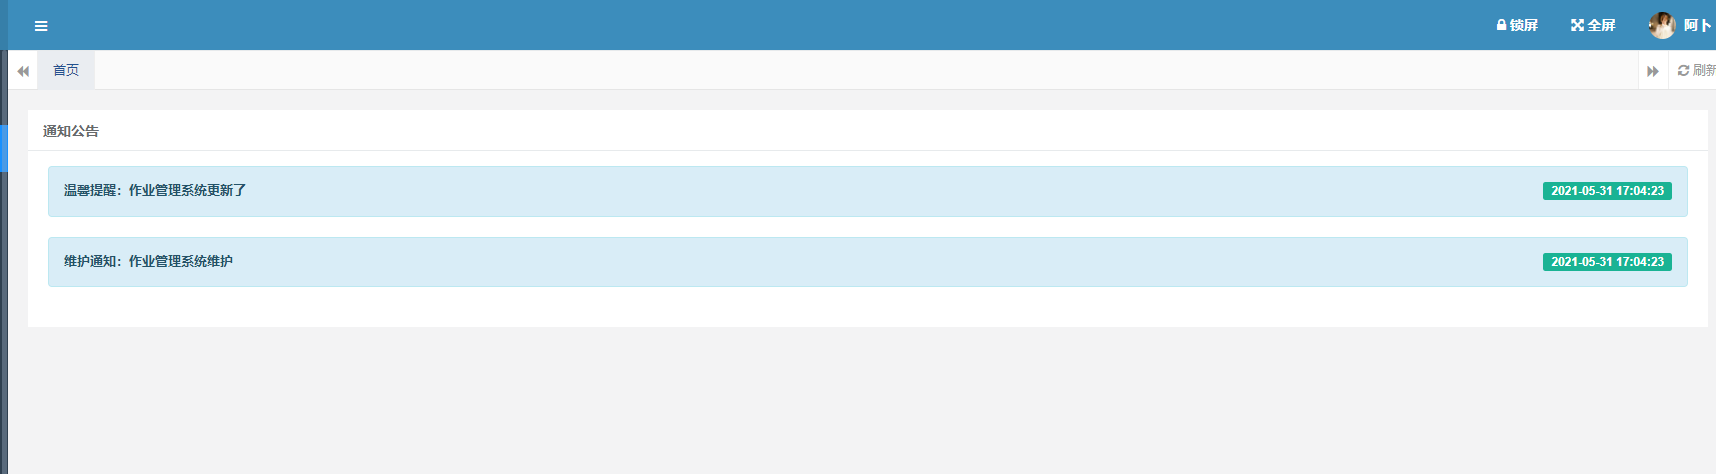 锁屏 全屏 阿卜
首页 刷新
通知公告
温馨提醒：作业管理系统更新了 2021-05-31 17:04:23
维护通知：作业管理系统维护 2021-05-31 17:04:23